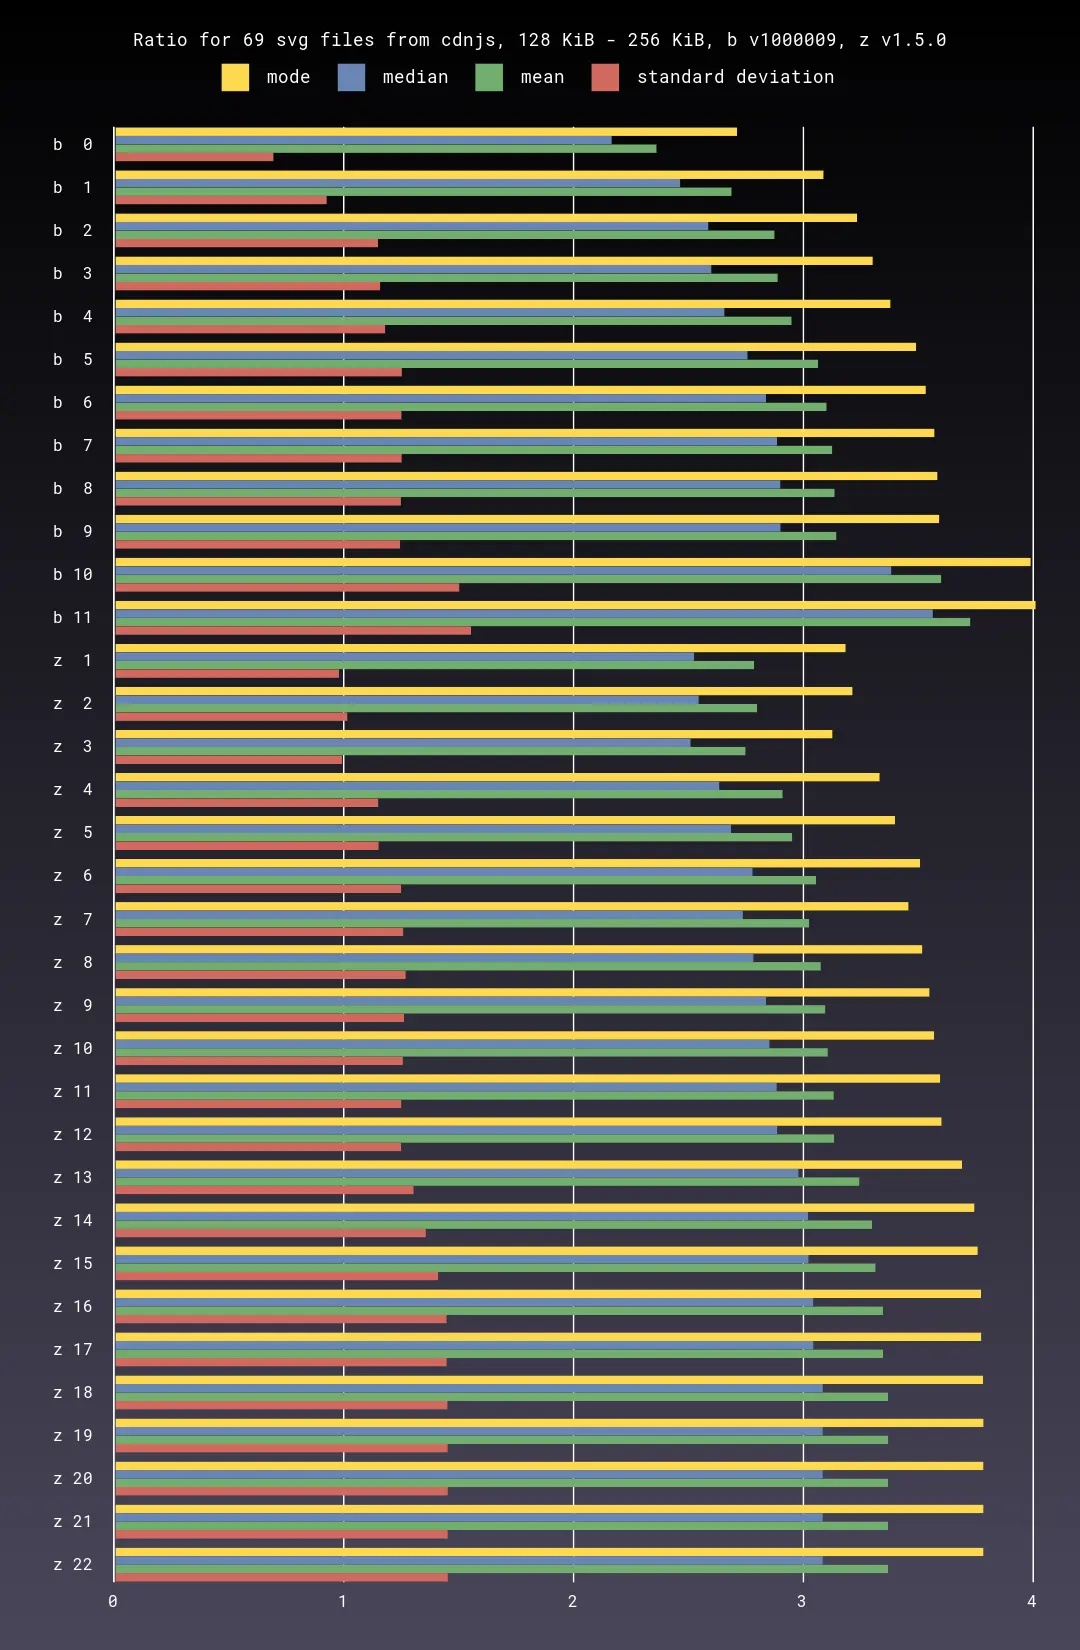 Ratio for 69 svg files from cdnjs, 128 KiB - 256 KiB, b v1000009, z v1.5.0
mode median mean standard deviation
b 0
b 1
b 2
b 3
b 4
b 5
b 6
b 7
b 8
b 9
b 10
b 11
z 1
z 2
z 3
z 4
z 5
z 6
z 7
z 8
z 9
z 10
z 11
z 12
z 13
z 14
z 15
z 16
z 17
z 18
z 19
z 20
z 21
z 22
0 1 2 3 4